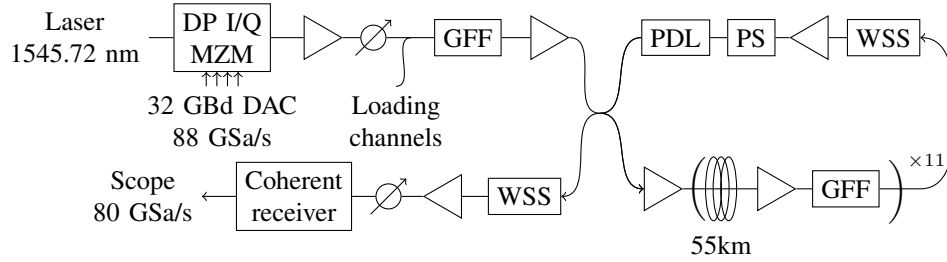 Laser
1545.72 nm
DP I/Q
MZM
32 GBd DAC
88 GSa/s
Loading
channels
GFF
PDL
PS
WSS
Scope
80 GSa/s
Coherent
receiver
WSS
55km
GFF
×11